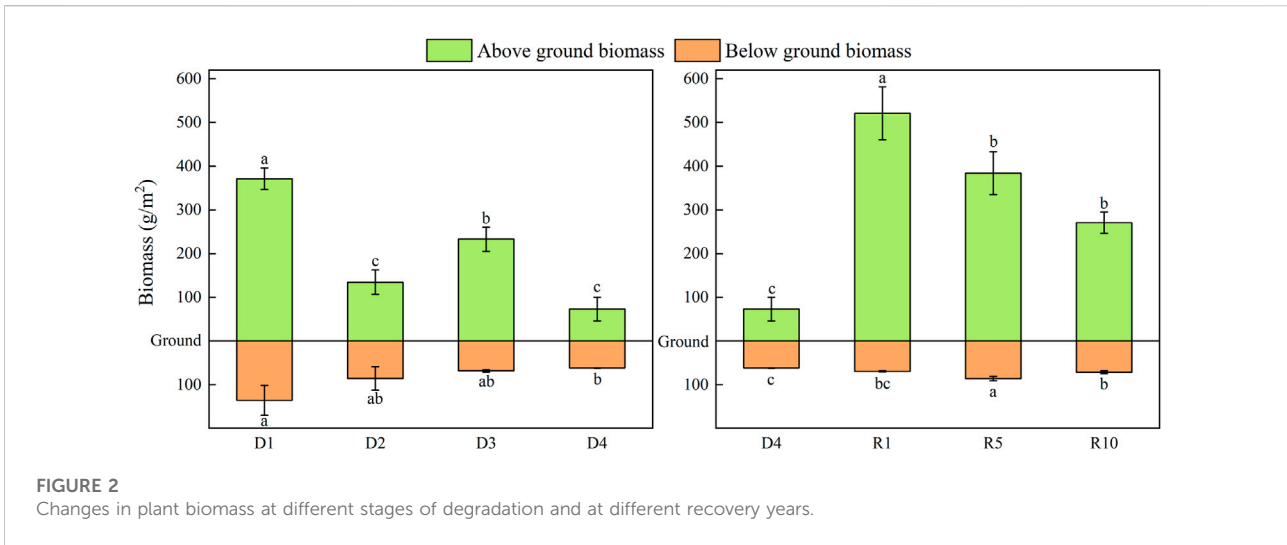 Above ground biomass Below ground biomass
Biomass (g/m²)
600
500
400
300
200
100
Ground
100
a
c
b
c
a
ab
ab
b
D1 D2 D3 D4
600
500
400
300
200
100
Ground
100
c
a
b
b
c
bc
a
b
D4 R1 R5 R10
FIGURE 2
Changes in plant biomass at different stages of degradation and at different recovery years.